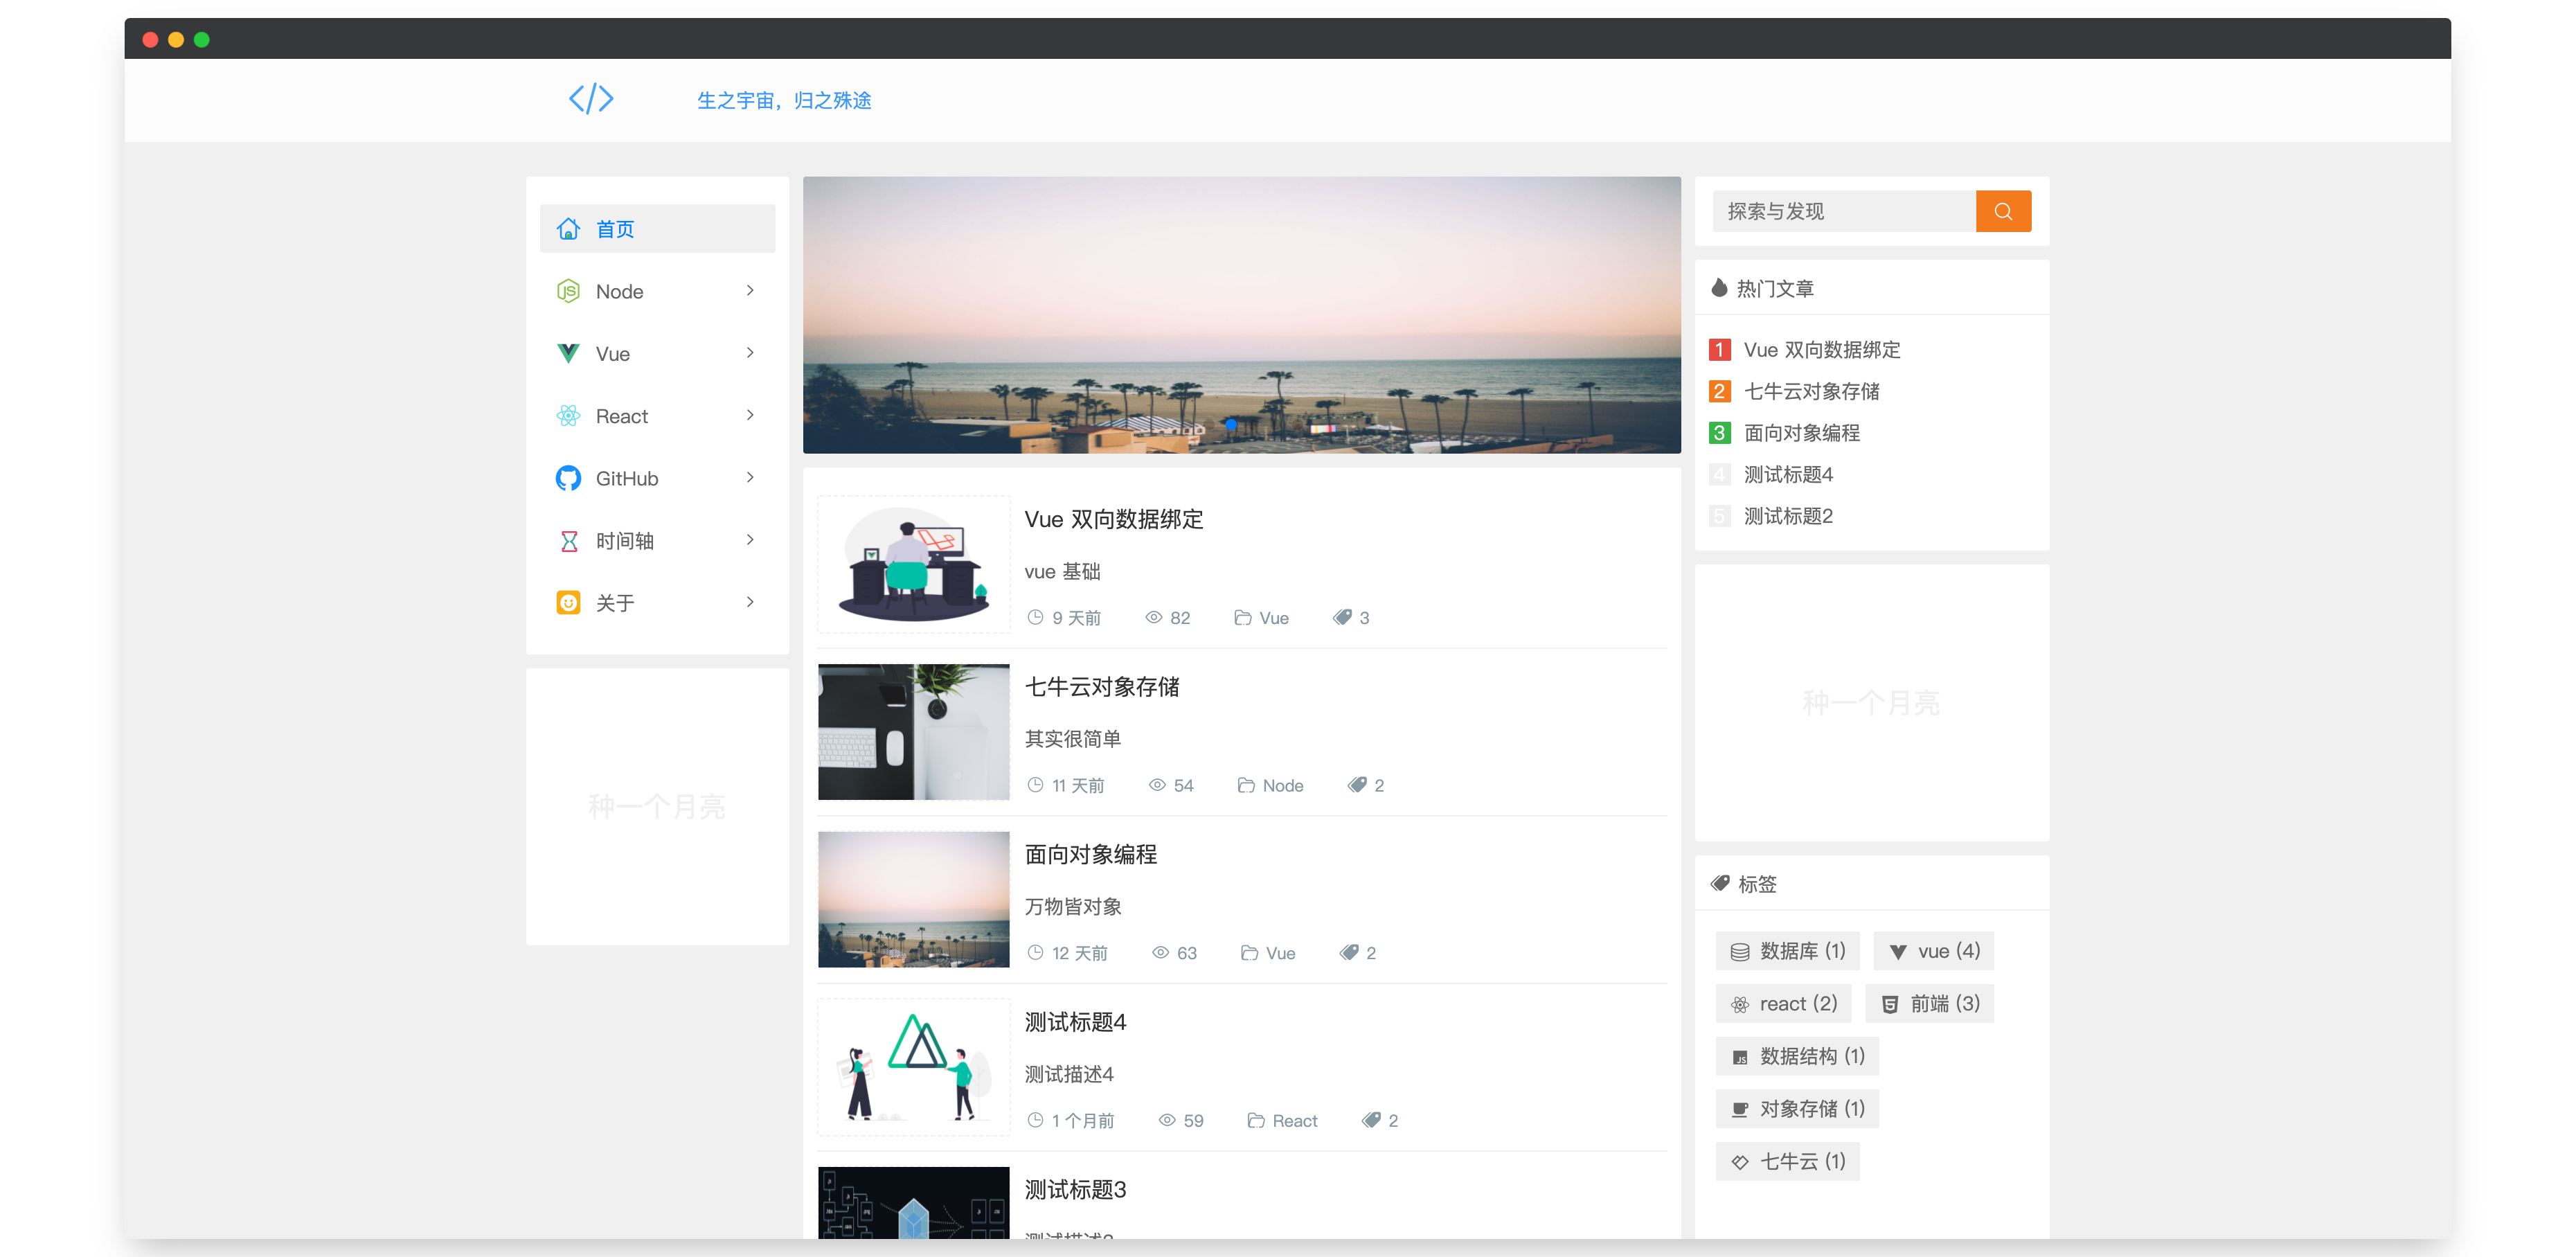 生之宇宙，归之殊途
首页
Node
Vue
React
GitHub
时间轴
关于
种一个月亮
Vue 双向数据绑定
vue 基础
9 天前 82 Vue 3
七牛云对象存储
其实很简单
11 天前 54 Node 2
面向对象编程
万物皆对象
12 天前 63 Vue 2
测试标题4
测试描述4
1 个月前 59 React 2
测试标题3
探索与发现
热门文章
1 Vue 双向数据绑定
2 七牛云对象存储
3 面向对象编程
4 测试标题4
5 测试标题2
种一个月亮
标签
数据库 (1) vue (4)
react (2) 前端 (3)
数据结构 (1)
对象存储 (1)
七牛云 (1)